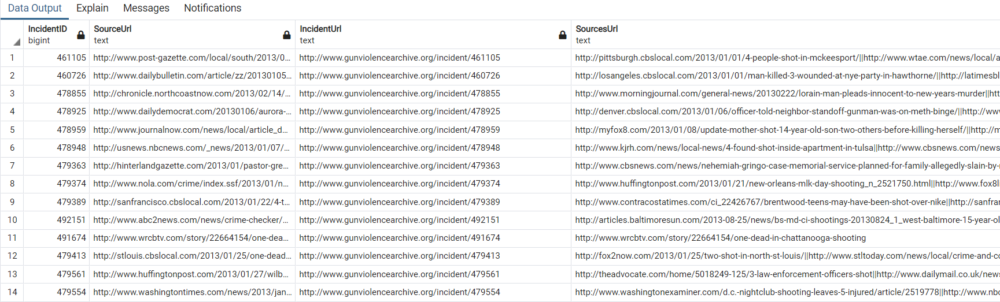 Data Output Explain Messages Notifications
IncidentID SourceUrl IncidentUrl SourcesUrl
bigint text text text
1 461105 http://www.post-gazette.com/local/south/2013/0... http://www.gunviolencearchive.org/incident/461105 http://pittsburgh.cbslocal.com/2013/01/01/4-people-shot-in-mckeesport/||http://www.wtae.com/news/local/a
2 460726 http://www.dailybulletin.com/article/zz/20130105... http://www.gunviolencearchive.org/incident/460726 http://losangeles.cbslocal.com/2013/01/01/man-killed-3-wounded-at-nye-party-in-hawthorne/||http://latimesbl
3 478855 http://chronicle.northcoastnow.com/2013/02/14/... http://www.gunviolencearchive.org/incident/478855 http://www.morningjournal.com/general-news/20130222/lorain-man-pleads-innocent-to-new-years-murder||htt
4 478925 http://www.dailydemocrat.com/20130106/aurora-... http://www.gunviolencearchive.org/incident/478925 http://denver.cbslocal.com/2013/01/06/officer-told-neighbor-standoff-gunman-was-on-meth-binge/||http://www
5 478959 http://www.journalnow.com/news/local/article_d... http://www.gunviolencearchive.org/incident/478959 http://myfox8.com/2013/01/08/update-mother-shot-14-year-old-son-two-others-before-killing-herself/||http://m
6 478948 http://usnews.nbcnews.com/_news/2013/01/07/... http://www.gunviolencearchive.org/incident/478948 http://www.kjrh.com/news/local-news/4-found-shot-inside-apartment-in-tulsa||http://www.cbsnews.com/news
7 479363 http://hinterlandgazette.com/2013/01/pastor-gre... http://www.gunviolencearchive.org/incident/479363 http://www.cbsnews.com/news/nehemiah-gringo-case-memorial-service-planned-for-family-allegedly-slain-by-
8 479374 http://www.nola.com/crime/index.ssf/2013/01/n... http://www.gunviolencearchive.org/incident/479374 http://www.huffingtonpost.com/2013/01/21/new-orleans-mlk-day-shooting_n_2521750.html||http://www.fox8li
9 479389 http://sanfrancisco.cbslocal.com/2013/01/22/4-t... http://www.gunviolencearchive.org/incident/479389 http://www.contracostatimes.com/ci_22426767/brentwood-teens-may-have-been-shot-over-nike||http://sanfran
10 492151 http://www.abc2news.com/news/crime-checker/... http://www.gunviolencearchive.org/incident/492151 http://articles.baltimoresun.com/2013-08-25/news/bs-md-ci-shootings-20130824_1_west-baltimore-15-year-ol
11 491674 http://www.wrcbtv.com/story/22664154/one-dea... http://www.gunviolencearchive.org/incident/491674 http://www.wrcbtv.com/story/22664154/one-dead-in-chattanooga-shooting
12 479413 http://stlouis.cbslocal.com/2013/01/25/one-dead... http://www.gunviolencearchive.org/incident/479413 http://fox2now.com/2013/01/25/two-shot-in-north-st-louis/||http://www.stltoday.com/news/local/crime-and-co
13 479561 http://www.huffingtonpost.com/2013/01/27/wilb... http://www.gunviolencearchive.org/incident/479561 http://theadvocate.com/home/5018249-125/3-law-enforcement-officers-shot||http://www.dailymail.co.uk/news
14 479554 http://www.washingtontimes.com/news/2013/jan... http://www.gunviolencearchive.org/incident/479554 http://www.washingtonexaminer.com/d.c.-nightclub-shooting-leaves-5-injured/article/2519778||http://www.nbc